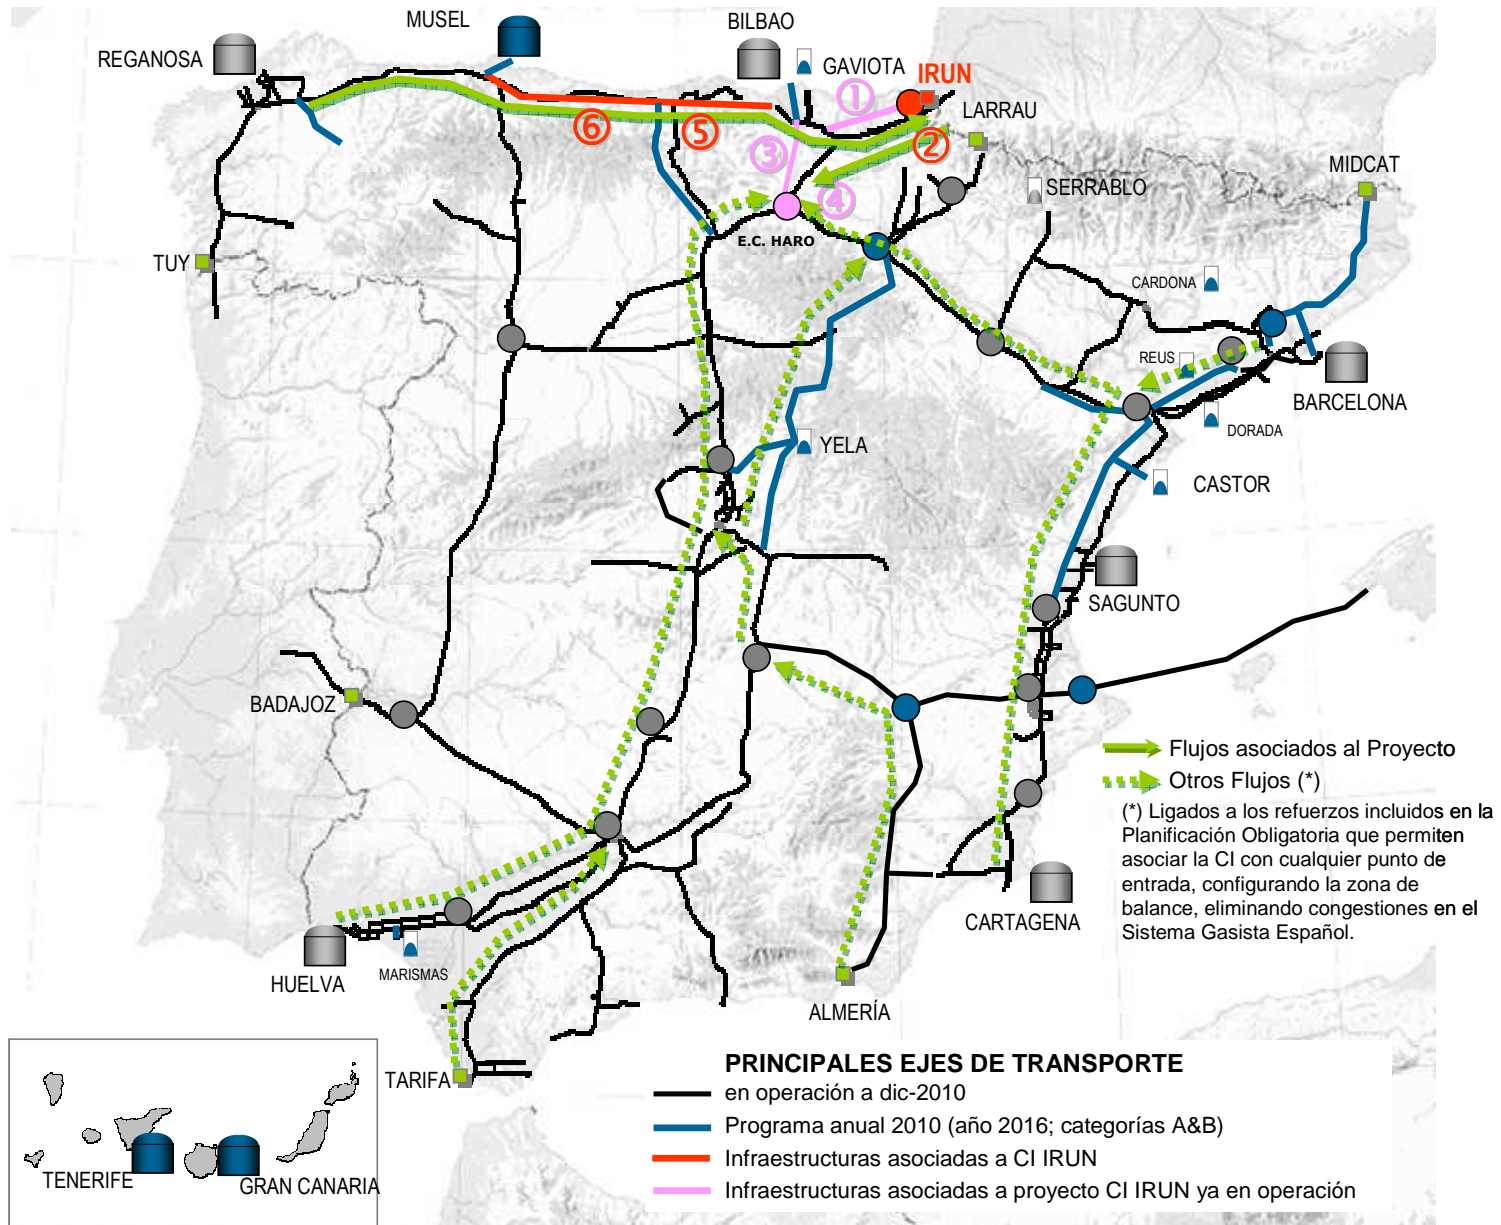 MUSEL
BILBAO
REGANOSA
GAVIOTA
IRUN
LARRAU
①
②
③
④
⑤
⑥
MIDCAT
SERRABLO
E.C. HARO
TUY
CARDONA
REUS
BARCELONA
DORADA
YELA
CASTOR
SAGUNTO
BADAJOZ
Flujos asociados al Proyecto
Otros Flujos (*)
(*) Ligados a los refuerzos incluidos en la
Planificación Obligatoria que permiten
asociar la CI con cualquier punto de
entrada, configurando la zona de
balance, eliminando congestiones en el
Sistema Gasista Español.
CARTAGENA
HUELVA
MARISMAS
ALMERÍA
TARIFA
TENERIFE
GRAN CANARIA
PRINCIPALES EJES DE TRANSPORTE
en operación a dic-2010
Programa anual 2010 (año 2016; categorías A&B)
Infraestructuras asociadas a CI IRUN
Infraestructuras asociadas a proyecto CI IRUN ya en operación